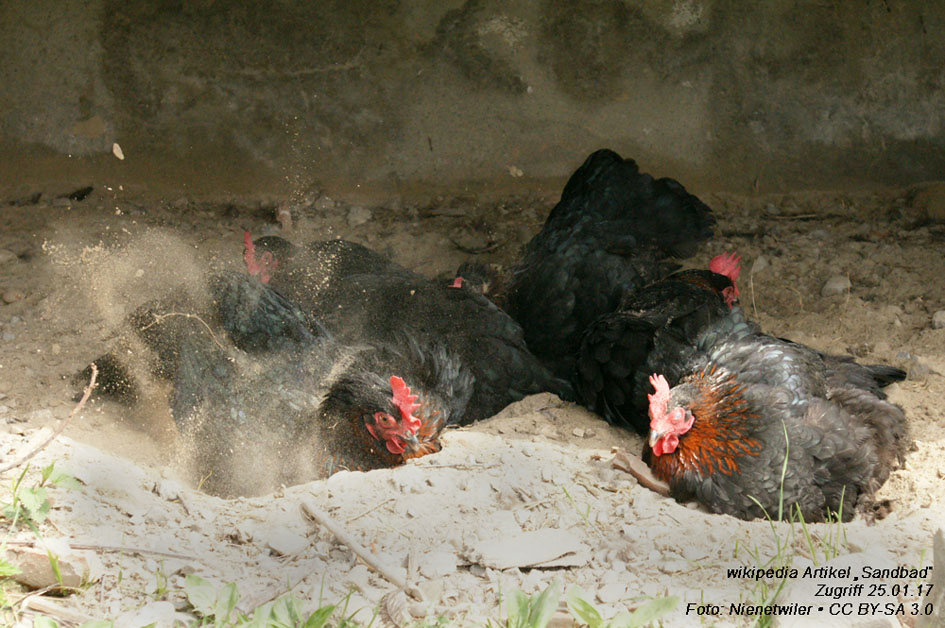 wikipedia Artikel „Sandbad“
Zugriff 25.01.17
Foto: Nienetwiler • CC BY-SA 3.0